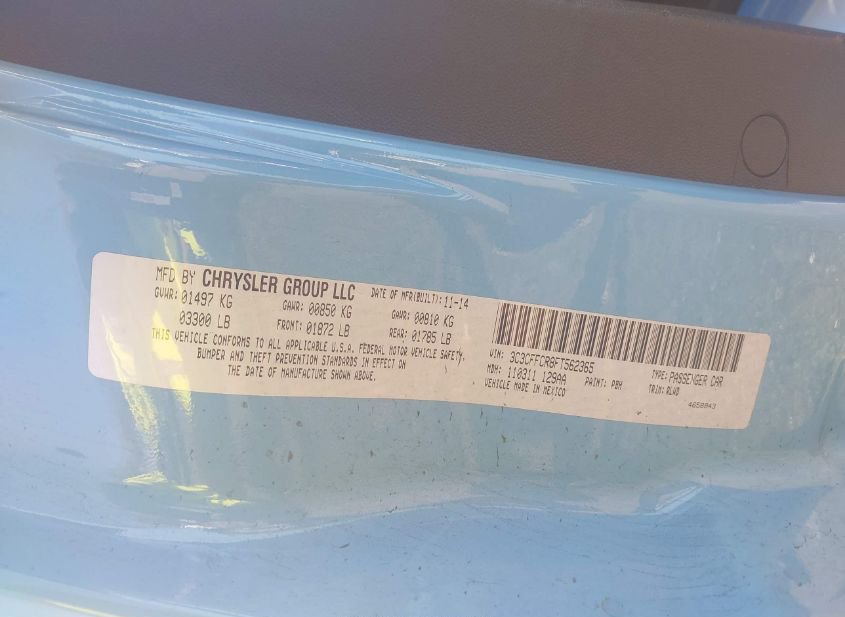 MFD BY CHRYSLER GROUP LLC DATE OF MFR(BUILT): 11-14
GVWR: 01497 KG GAWR: 00850 KG GAWR: 00810 KG
03300 LB FRONT: 01872 LB REAR: 01785 LB
THIS VEHICLE CONFORMS TO ALL APPLICABLE U.S.A. FEDERAL MOTOR VEHICLE SAFETY,
BUMPER AND THEFT PREVENTION STANDARDS IN EFFECT ON
THE DATE OF MANUFACTURE SHOWN ABOVE.
VIN: 3C3CFFCR8FT562365 TYPE: PASSENGER CAR
MDH: 110311 129AA PAINT: PBH TRIM: RLW0
VEHICLE MADE IN MEXICO 4658843